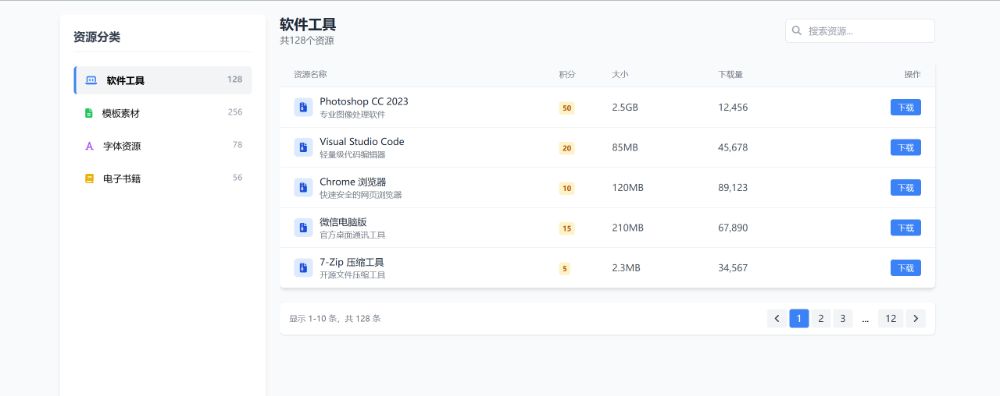 资源分类
软件工具 128
模板素材 256
字体资源 78
电子书籍 56
软件工具
共128个资源
搜索资源...
资源名称 积分 大小 下载量 操作
Photoshop CC 2023
专业图像处理软件
50 2.5GB 12,456 下载
Visual Studio Code
轻量级代码编辑器
20 85MB 45,678 下载
Chrome 浏览器
快速安全的网页浏览器
10 120MB 89,123 下载
微信电脑版
官方桌面通讯工具
15 210MB 67,890 下载
7-Zip 压缩工具
开源文件压缩工具
5 2.3MB 34,567 下载
显示 1-10 条，共 128 条
1 2 3 ... 12